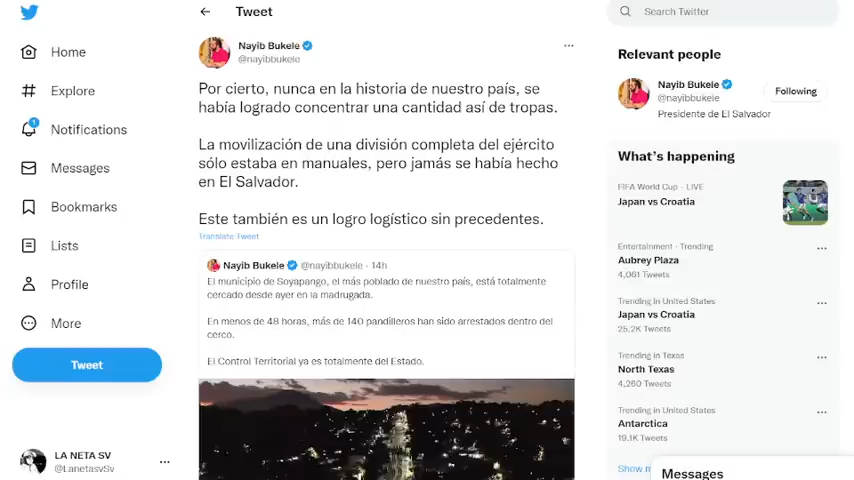 Tweet
Home
Explore
1
Notifications
Messages
Bookmarks
Lists
Profile
More
Tweet
LA NETA SV
@LanetasvSv
Nayib Bukele
@nayibbukele
Por cierto, nunca en la historia de nuestro país, se
había logrado concentrar una cantidad así de tropas.
La movilización de una división completa del ejército
sólo estaba en manuales, pero jamás se había hecho
en El Salvador.
Este también es un logro logístico sin precedentes.
Translate Tweet
Nayib Bukele @nayibbukele · 14h
El municipio de Soyapango, el más poblado de nuestro país, está totalmente
cercado desde ayer en la madrugada.
En menos de 48 horas, más de 140 pandilleros han sido arrestados dentro del
cerco.
El Control Territorial ya es totalmente del Estado.
Search Twitter
Relevant people
Nayib Bukele
@nayibbukele
Following
Presidente de El Salvador
What's happening
FIFA World Cup · LIVE
Japan vs Croatia
Entertainment · Trending
Aubrey Plaza
4,061 Tweets
Trending in United States
Japan vs Croatia
25.2K Tweets
Trending in Texas
North Texas
4,260 Tweets
Trending in United States
Antarctica
19.1K Tweets
Show
Messages